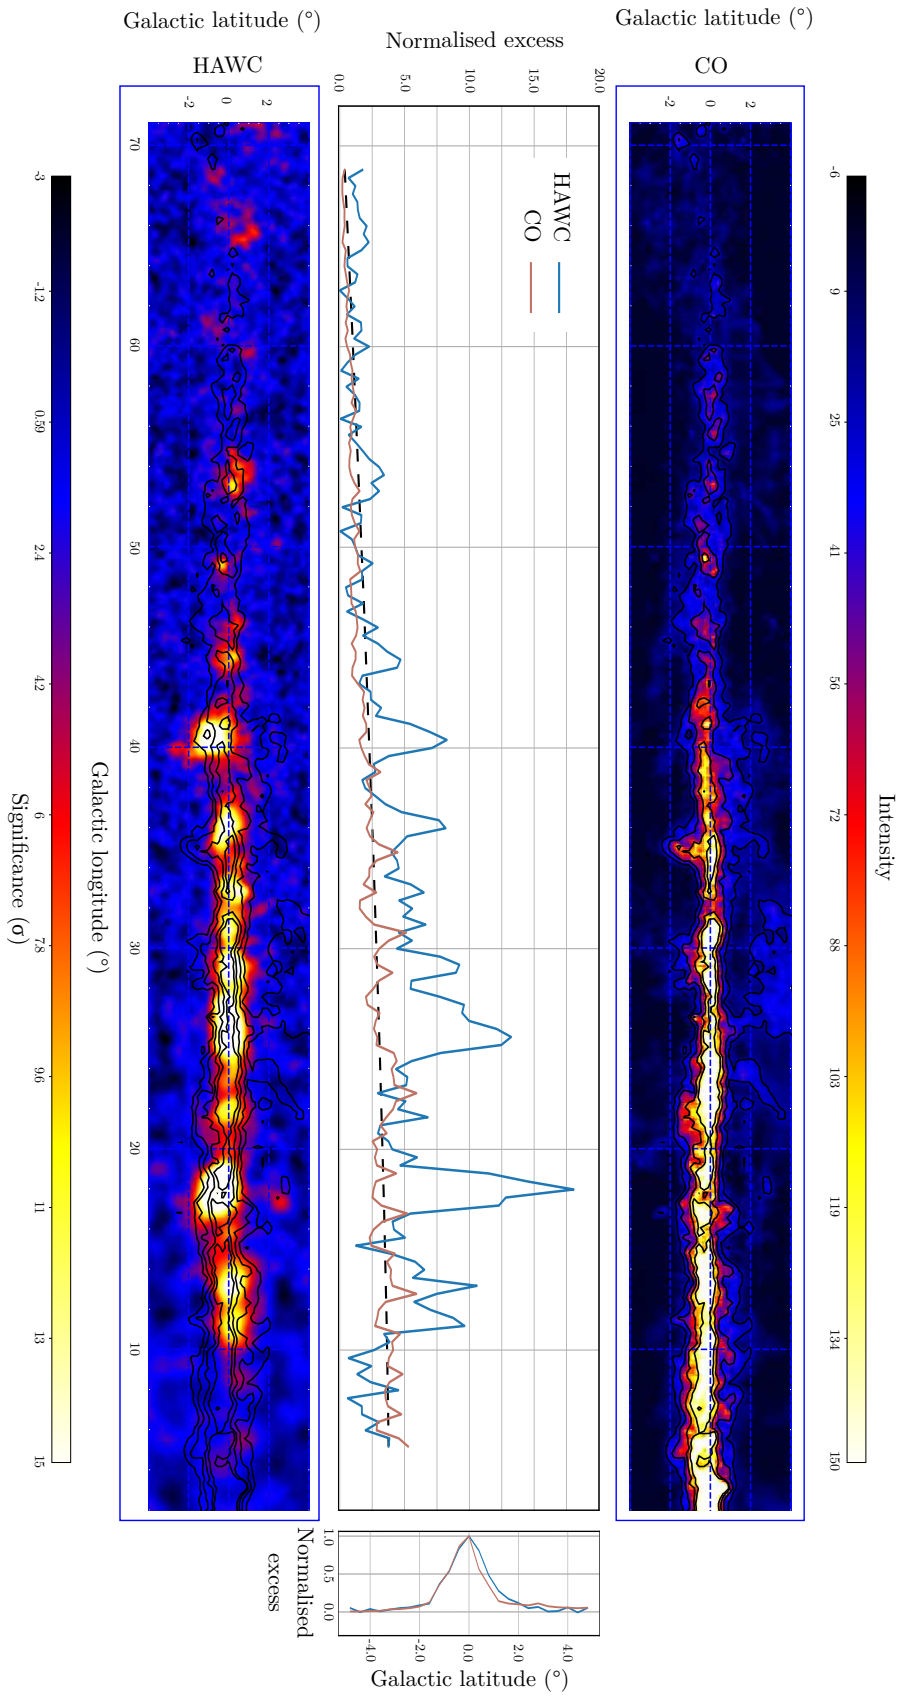 Intensity
-6 9 25 41 56 72 88 103 119 134 150
CO
Galactic latitude (°)
2
0
-2
Normalised excess
20.0
15.0
10.0
5.0
0.0
HAWC
CO
Normalised
excess
1.0
0.5
0.0
-4.0 -2.0 0.0 2.0 4.0
Galactic latitude (°)
HAWC
Galactic latitude (°)
2
0
-2
70 60 50 40 30 20 10
Galactic longitude (°)
-3 -1.2 0.59 2.4 4.2 6 7.8 9.6 11 13 15
Significance (σ)